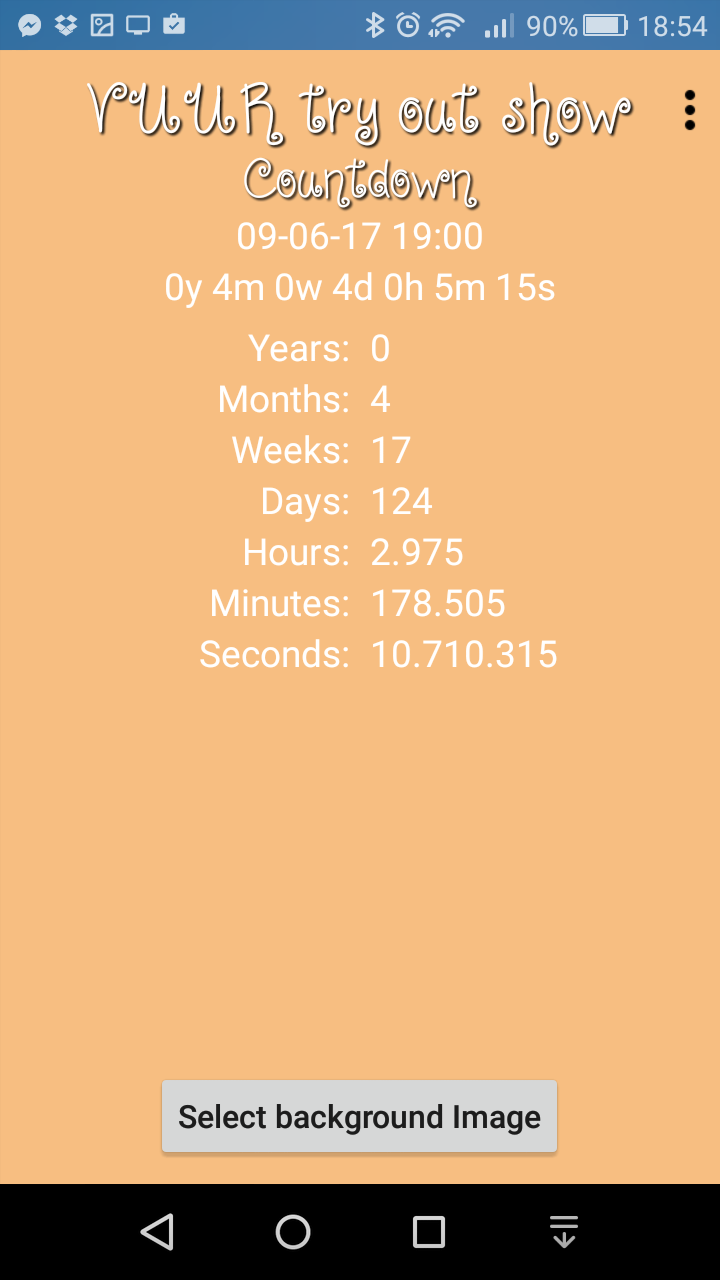 90% 18:54
VUUR try out show
Countdown
09-06-17 19:00
0y 4m 0w 4d 0h 5m 15s
Years: 0
Months: 4
Weeks: 17
Days: 124
Hours: 2.975
Minutes: 178.505
Seconds: 10.710.315
Select background Image